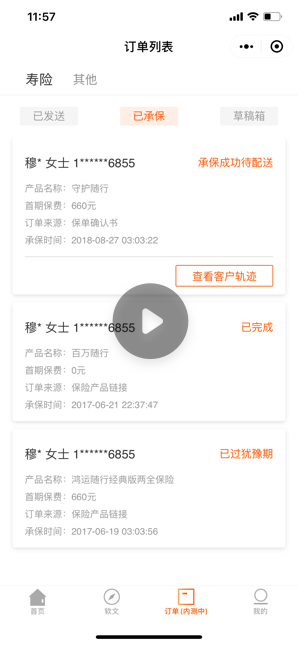 11:57
订单列表
寿险 其他
已发送 已承保 草稿箱
穆* 女士 1******6855 承保成功待配送
产品名称: 守护随行
首期保费: 660元
订单来源: 保单确认书
承保时间: 2018-08-27 03:03:22
查看客户轨迹
穆* 女士 1******6855 已完成
产品名称: 百万随行
首期保费: 0元
订单来源: 保险产品链接
承保时间: 2017-06-21 22:37:47
穆* 女士 1******6855 已过犹豫期
产品名称: 鸿运随行经典版两全保险
首期保费: 660元
订单来源: 保险产品链接
承保时间: 2017-06-19 03:03:56
首页 软文 订单 (内测中) 我的